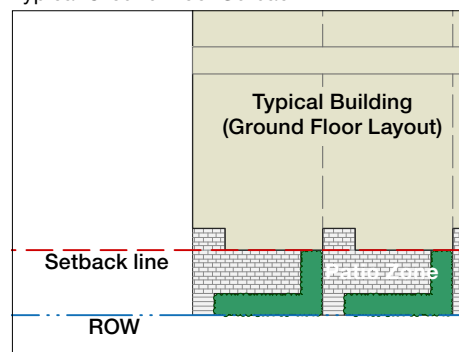 Typical Building
(Ground Floor Layout)
Setback line
Patio Zone
ROW